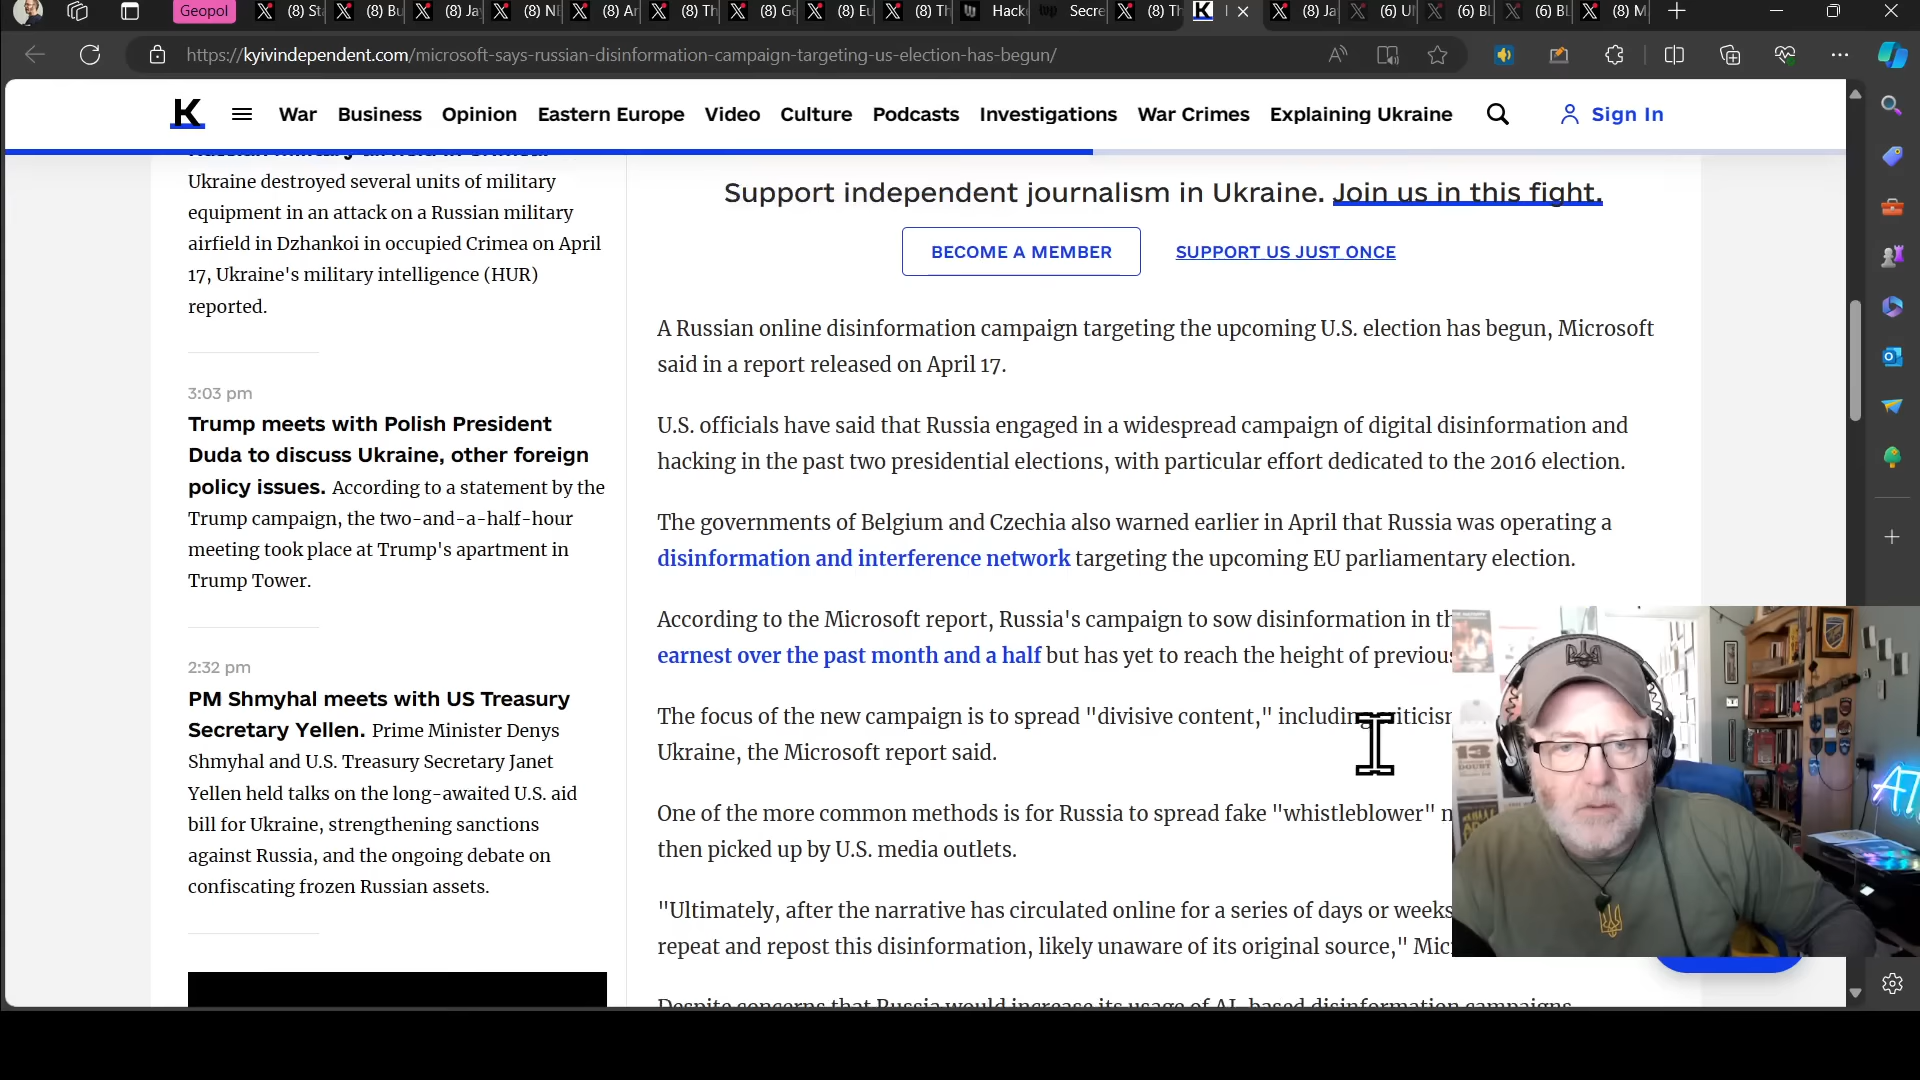 Geopol
(8) St
(8) Bu
(8) Ja
(8) Ar
(8) Th
(8) Th
Hack
Secre
(8) Th
(8) Ja
(8) M
https://kyivindependent.com/microsoft-says-russian-disinformation-campaign-targeting-us-election-has-begun/
K War Business Opinion Eastern Europe Video Culture Podcasts Investigations War Crimes Explaining Ukraine Sign In
Ukraine destroyed several units of military
equipment in an attack on a Russian military
airfield in Dzhankoi in occupied Crimea on April
17, Ukraine's military intelligence (HUR)
reported.
3:03 pm
Trump meets with Polish President
Duda to discuss Ukraine, other foreign
policy issues. According to a statement by the
Trump campaign, the two-and-a-half-hour
meeting took place at Trump's apartment in
Trump Tower.
2:32 pm
PM Shmyhal meets with US Treasury
Secretary Yellen. Prime Minister Denys
Shmyhal and U.S. Treasury Secretary Janet
Yellen held talks on the long-awaited U.S. aid
bill for Ukraine, strengthening sanctions
against Russia, and the ongoing debate on
confiscating frozen Russian assets.
Support independent journalism in Ukraine. Join us in this fight.
BECOME A MEMBER SUPPORT US JUST ONCE
A Russian online disinformation campaign targeting the upcoming U.S. election has begun, Microsoft
said in a report released on April 17.
U.S. officials have said that Russia engaged in a widespread campaign of digital disinformation and
hacking in the past two presidential elections, with particular effort dedicated to the 2016 election.
The governments of Belgium and Czechia also warned earlier in April that Russia was operating a
disinformation and interference network targeting the upcoming EU parliamentary election.
According to the Microsoft report, Russia's campaign to sow disinformation in th
earnest over the past month and a half but has yet to reach the height of previous
The focus of the new campaign is to spread "divisive content," including criticism
Ukraine, the Microsoft report said.
One of the more common methods is for Russia to spread fake "whistleblower"
then picked up by U.S. media outlets.
"Ultimately, after the narrative has circulated online for a series of days or weeks
repeat and repost this disinformation, likely unaware of its original source," Mic
Despite concerns that Russia would increase its usage of AI-based disinformation campaigns